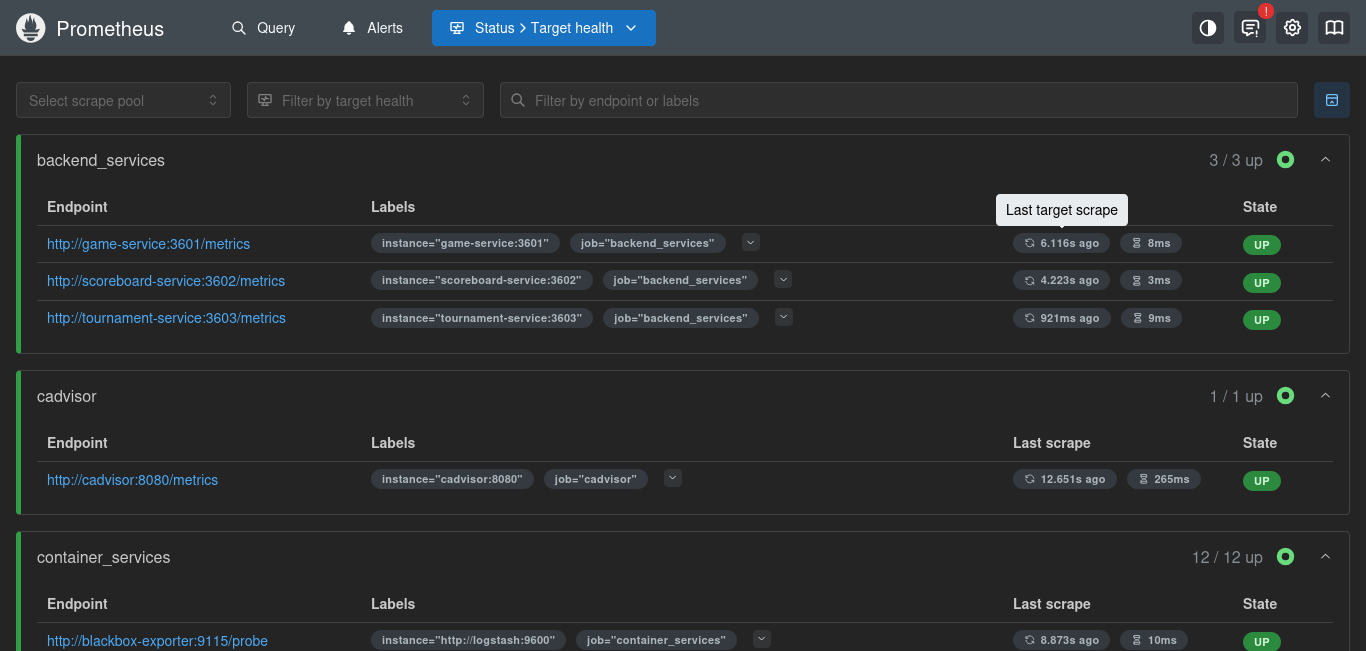 Prometheus Query Alerts Status > Target health !
Select scrape pool Filter by target health Filter by endpoint or labels
backend_services 3 / 3 up
Last target scrape
Endpoint Labels State
http://game-service:3601/metrics instance="game-service:3601" job="backend_services" 6.116s ago 8ms UP
http://scoreboard-service:3602/metrics instance="scoreboard-service:3602" job="backend_services" 4.223s ago 3ms UP
http://tournament-service:3603/metrics instance="tournament-service:3603" job="backend_services" 921ms ago 9ms UP
cadvisor 1 / 1 up
Endpoint Labels Last scrape State
http://cadvisor:8080/metrics instance="cadvisor:8080" job="cadvisor" 12.651s ago 265ms UP
container_services 12 / 12 up
Endpoint Labels Last scrape State
http://blackbox-exporter:9115/probe instance="http://logstash:9600" job="container_services" 8.873s ago 10ms UP